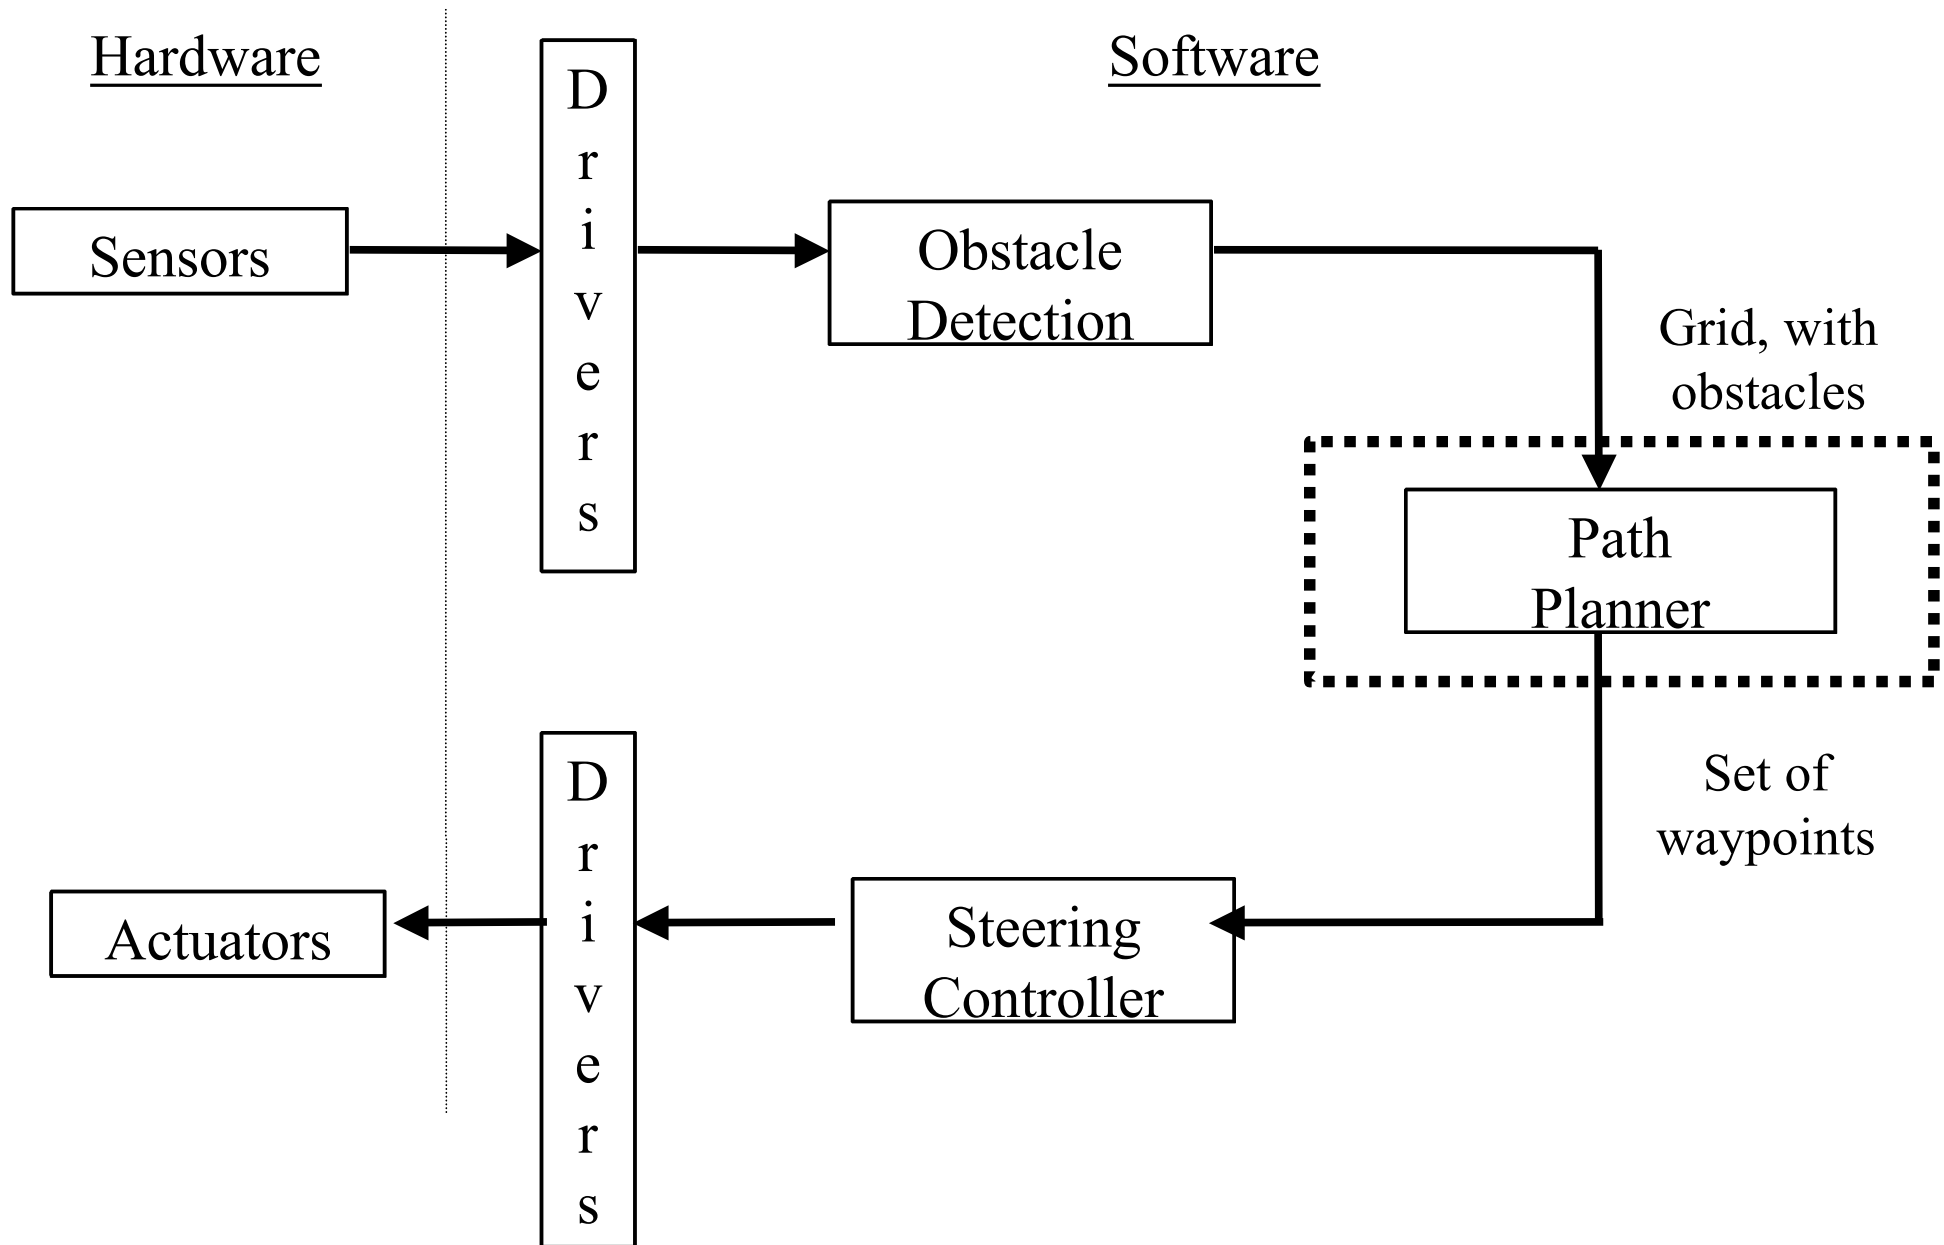 Hardware
Software
D
r
i
v
e
r
s
Sensors
Obstacle
Detection
Grid, with
obstacles
Path
Planner
Set of
waypoints
D
r
i
v
e
r
s
Steering
Controller
Actuators